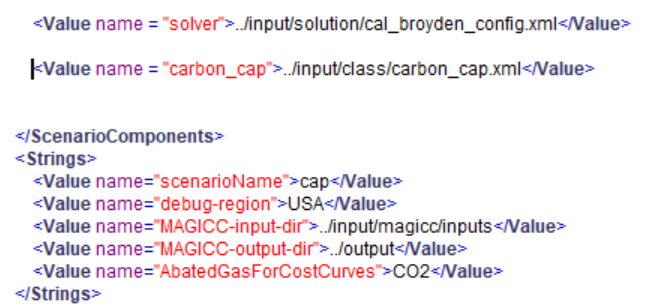 <Value name = "solver">../input/solution/cal_broyden_config.xml</Value>
<Value name = "carbon_cap">../input/class/carbon_cap.xml</Value>
</ScenarioComponents>
<Strings>
<Value name="scenarioName">cap</Value>
<Value name="debug-region">USA</Value>
<Value name="MAGICC-input-dir">../input/magicc/inputs</Value>
<Value name="MAGICC-output-dir">../output</Value>
<Value name="AbatedGasForCostCurves">CO2</Value>
</Strings>